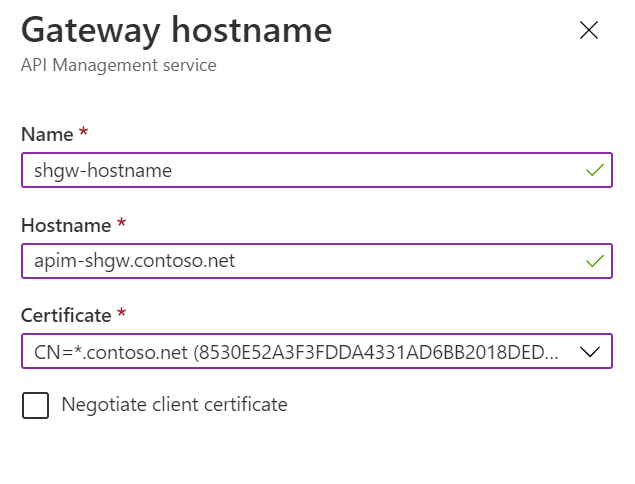 Gateway hostname
API Management service
Name *
shgw-hostname
Hostname *
apim-shgw.contoso.net
Certificate *
CN=*.contoso.net (8530E52A3F3FDDA4331AD6BB2018DED...
Negotiate client certificate